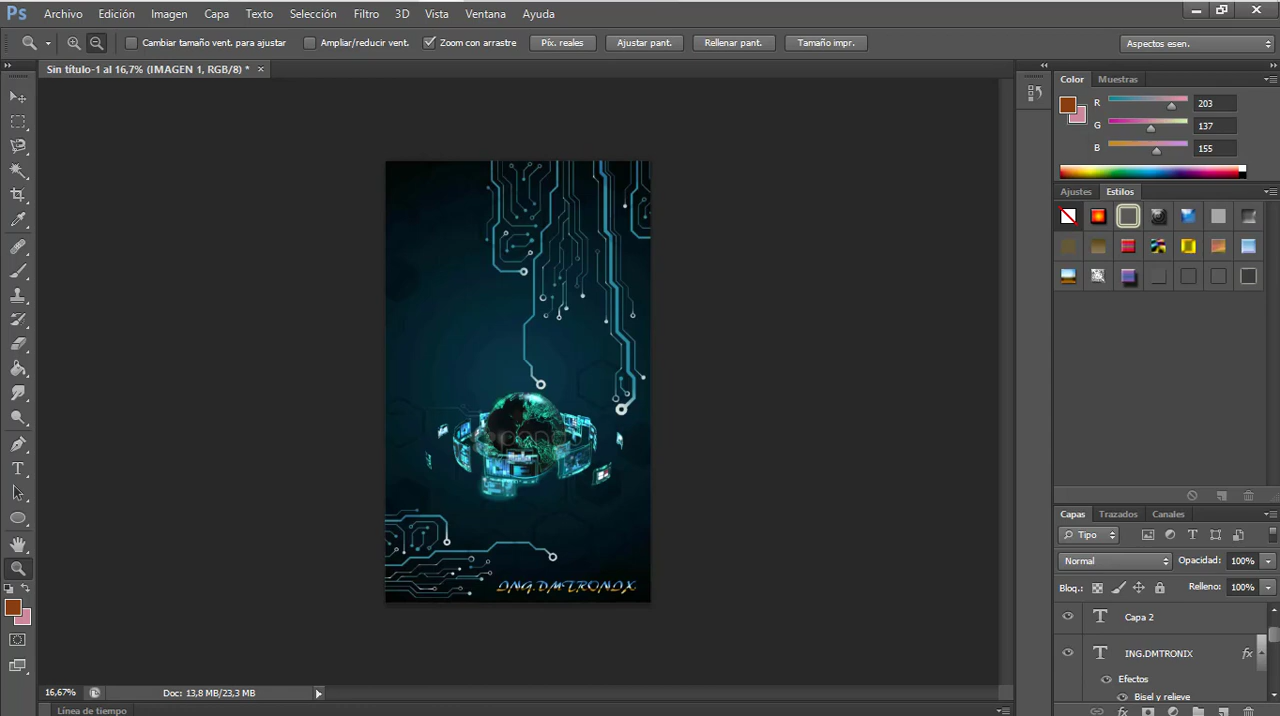 Ps Archivo Edición Imagen Capa Texto Selección Filtro 3D Vista Ventana Ayuda
Cambiar tamaño vent. para ajustar Ampliar/reducir vent. Zoom con arrastre Píx. reales Ajustar pant. Rellenar pant. Tamaño impr. Aspectos esen.
Sin título-1 al 16,7% (IMAGEN 1, RGB/8) * ×
Color Muestras
R 203
G 137
B 155
Ajustes Estilos
ING.DMTRONIX
Capas Trazados Canales
Tipo
Normal Opacidad: 100%
Bloq.: Relleno: 100%
T Capa 2
T ING.DMTRONIX fx
Efectos
Bisel y relieve
16,67% Doc: 13,8 MB/23,3 MB
Línea de tiempo